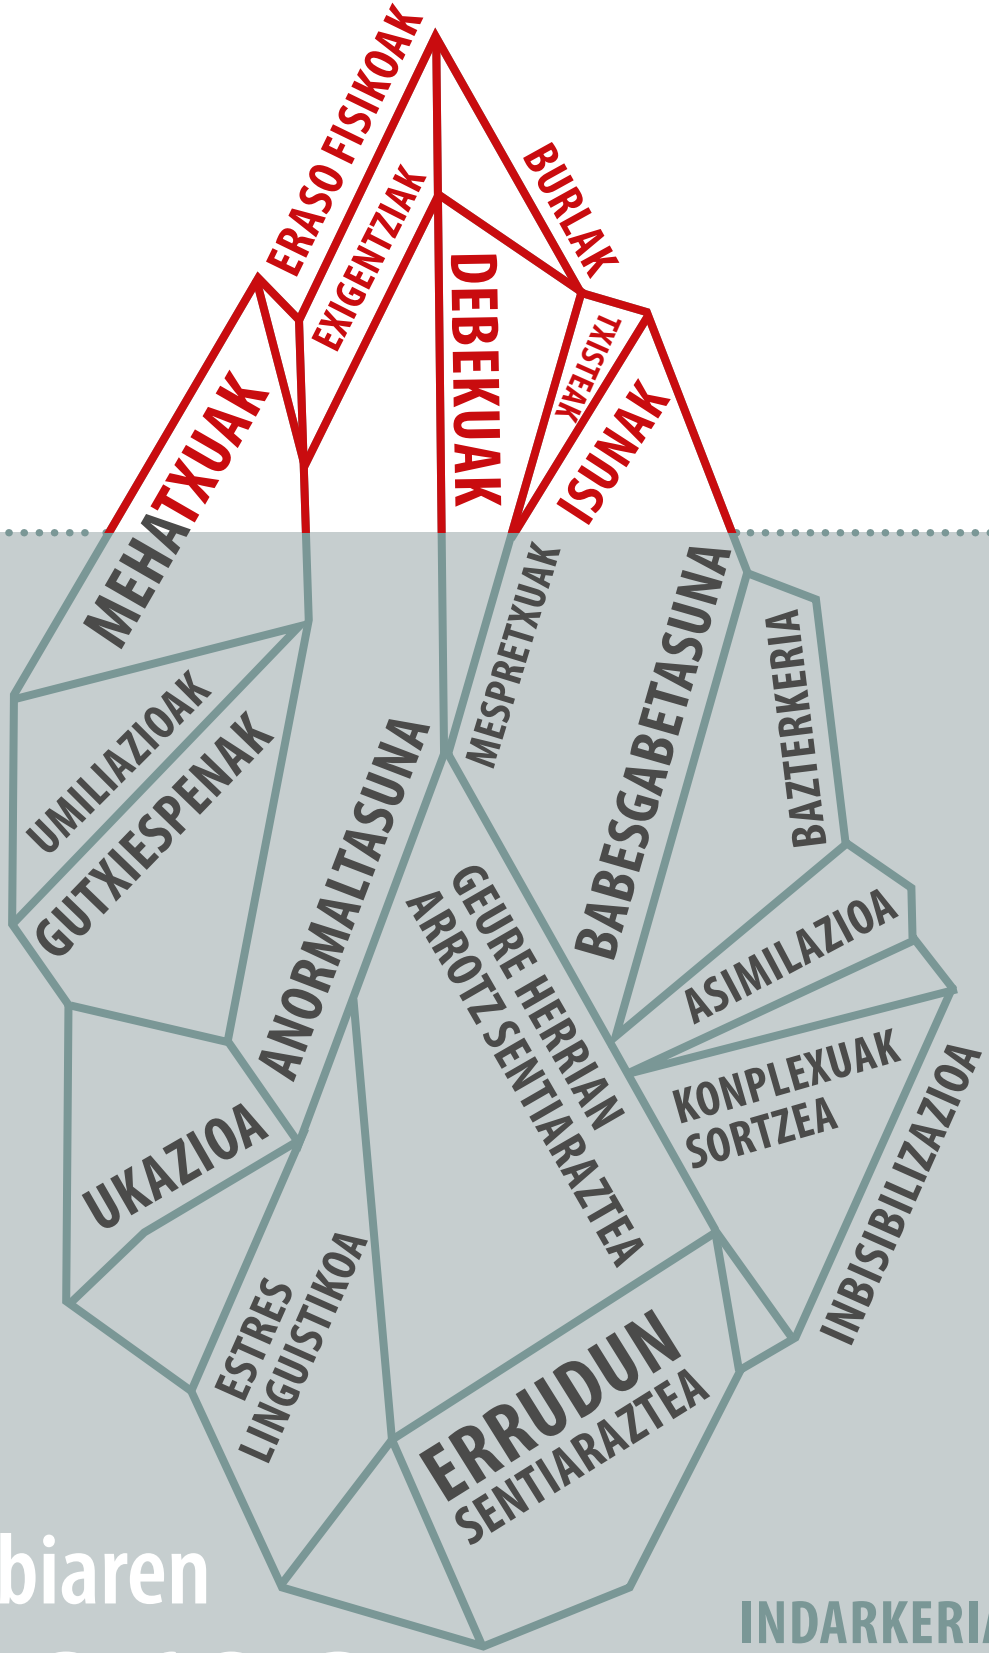 ERASO FISIKOAK
EXIGENTZIAK
BURLAK
DEBEKUAK
TXISTEAK
ISUNAK
MEHATXUAK
MESPRETXUAK
BABESGABETASUNA
BAZTERKERIA
UMILIAZIOAK
GUTXIESPENAK
ANORMALTASUNA
GEURE HERRIAN
ARROTZ SENTIARAZTEA
ASIMILAZIOA
KONPLEXUAK
SORTZEA
INBISIBILIZAZIOA
UKAZIOA
ESTRES
LINGUISTIKOA
ERRUDUN
SENTIARAZTEA
biaren
INDARKERIA